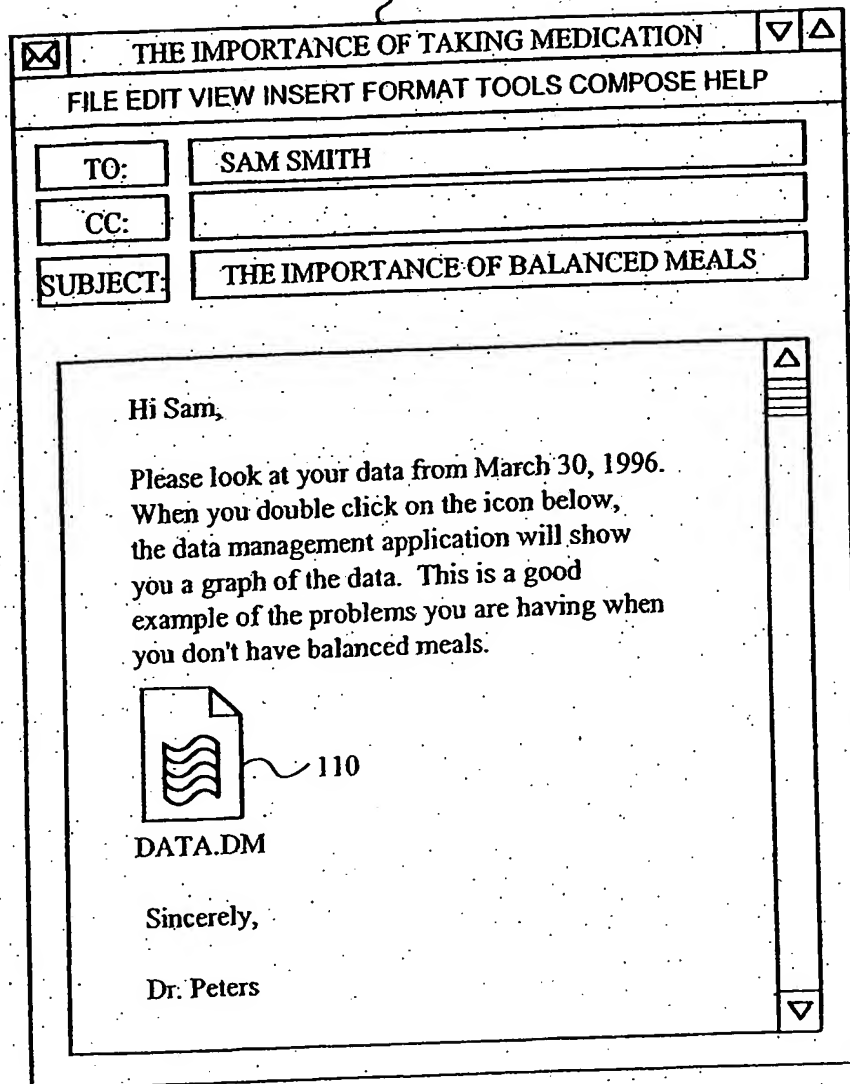 THE IMPORTANCE OF TAKING MEDICATION
FILE EDIT VIEW INSERT FORMAT TOOLS COMPOSE HELP
TO: SAM SMITH
CC:
SUBJECT: THE IMPORTANCE OF BALANCED MEALS
Hi Sam,
Please look at your data from March 30, 1996.
When you double click on the icon below,
the data management application will show
you a graph of the data. This is a good
example of the problems you are having when
you don't have balanced meals.
110
DATA.DM
Sincerely,
Dr. Peters